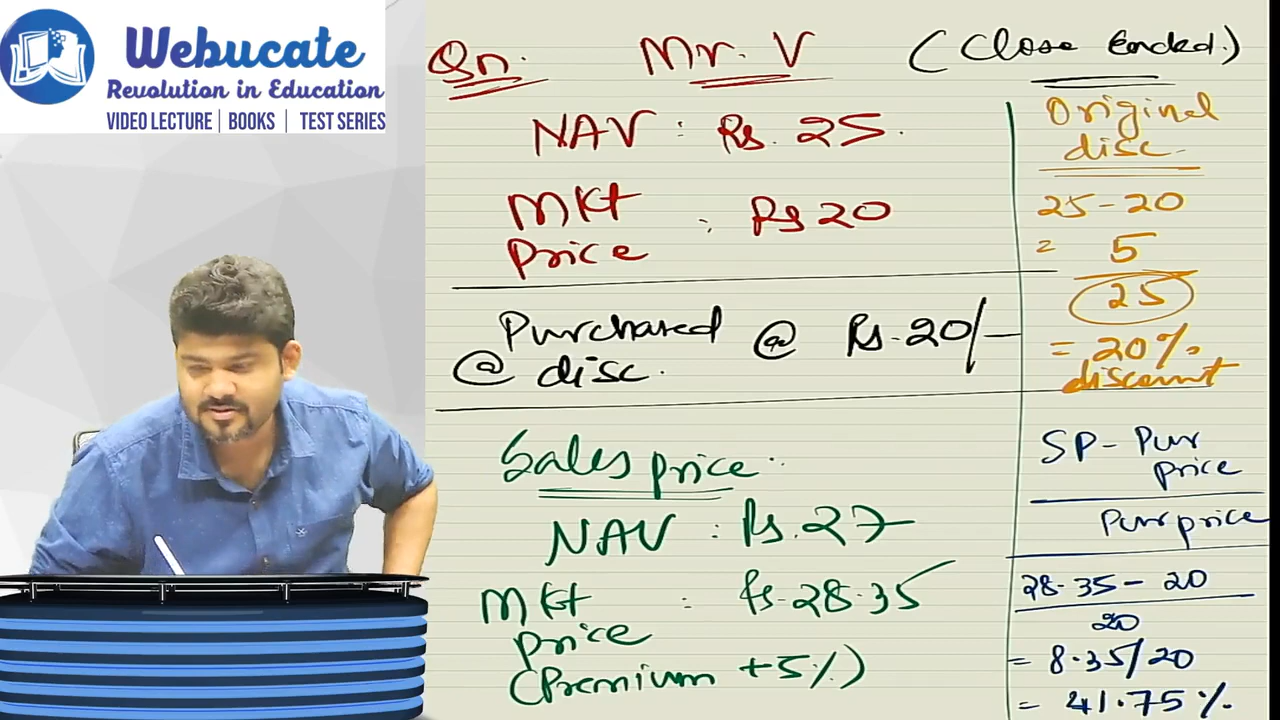 Webucate
Revolution in Education
VIDEO LECTURE | BOOKS | TEST SERIES
Qn. Mr. V (Close Ended.)
NAV : Rs. 25.
Mkt Price : Rs 20
Purchased @ Rs. 20/-
@ disc.
Sales price.
NAV : Rs. 27
Mkt Price : Rs. 28.35
(Premium +5%)
Original
disc.
25 - 20
= 5
25
= 20%
discount
SP - Pur
price
Pur price
28.35 - 20
20
= 8.35/20
= 41.75 %